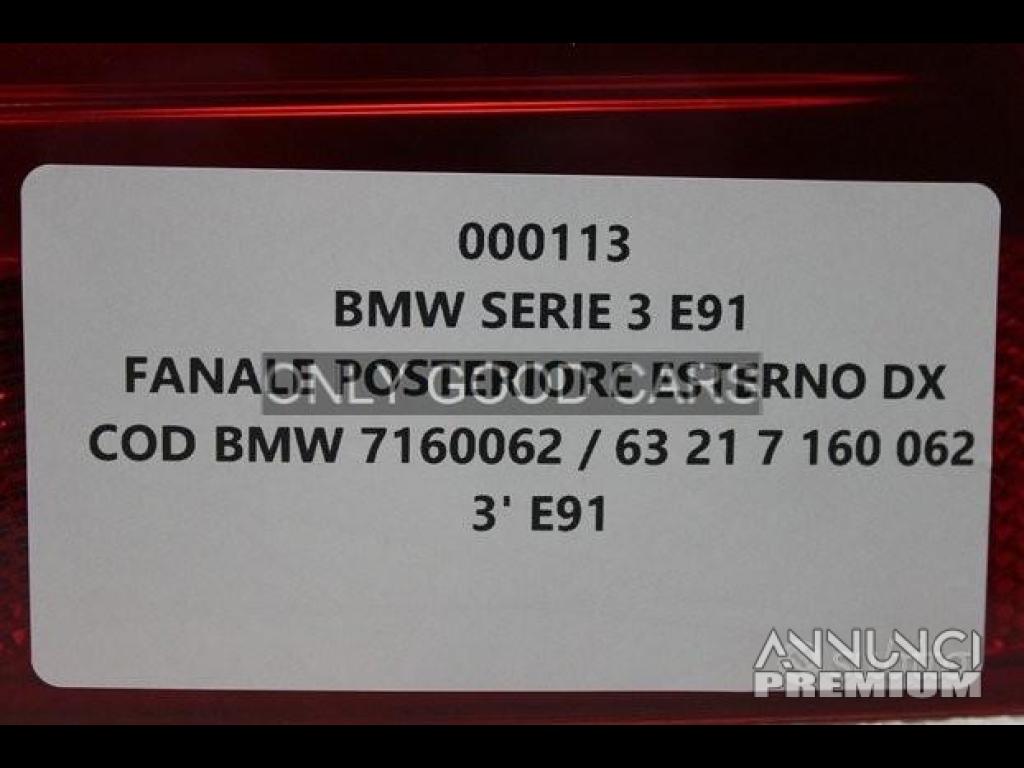 000113
BMW SERIE 3 E91
FANALE POSTERIORE ESTERNO DX
ONLY GOOD CARS
COD BMW 7160062 / 63 21 7 160 062
3' E91
ANNUNCI
PREMIUM